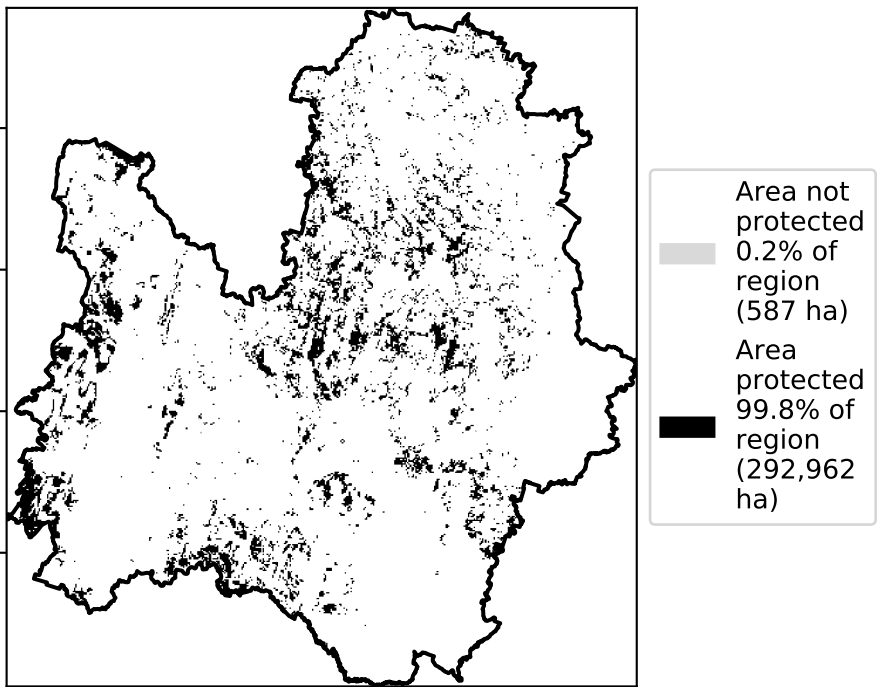 Area not
protected
0.2% of
region
(587 ha)
Area
protected
99.8% of
region
(292,962
ha)